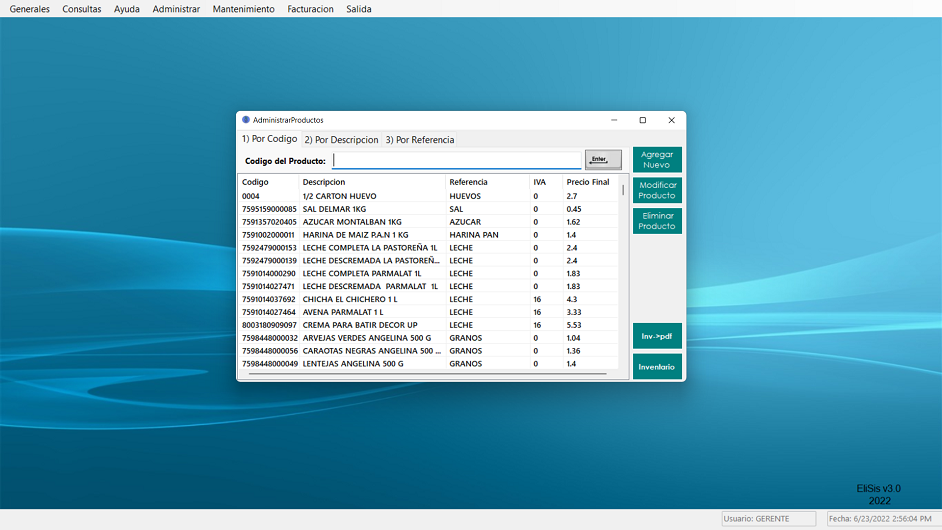 Generales Consultas Ayuda Administrar Mantenimiento Facturacion Salida
AdministrarProductos
1) Por Codigo 2) Por Descripcion 3) Por Referencia
Codigo del Producto: Enter
Agregar
Nuevo
Modificar
Producto
Eliminar
Producto
Codigo Descripcion Referencia IVA Precio Final
0004 1/2 CARTON HUEVO HUEVOS 0 2.7
7595159000085 SAL DELMAR 1KG SAL 0 0.45
7591357020405 AZUCAR MONTALBAN 1KG AZUCAR 0 1.62
7591002000011 HARINA DE MAIZ P.A.N 1 KG HARINA PAN 0 1.4
7592479000153 LECHE COMPLETA LA PASTOREÑA 1L LECHE 0 2.4
7592479000139 LECHE DESCREMADA LA PASTOREÑ... LECHE 0 2.4
7591014000290 LECHE COMPLETA PARMALAT 1L LECHE 0 1.83
7591014027471 LECHE DESCREMADA PARMALAT 1L LECHE 0 1.83
7591014037692 CHICHA EL CHICHERO 1 L LECHE 16 4.3
7591014027464 AVENA PARMALAT 1 L LECHE 16 3.33
8003180909097 CREMA PARA BATIR DECOR UP LECHE 16 5.53
7598448000032 ARVEJAS VERDES ANGELINA 500 G GRANOS 0 1.04
7598448000056 CARAOTAS NEGRAS ANGELINA 500 ... GRANOS 0 1.36
7598448000049 LENTEJAS ANGELINA 500 G GRANOS 0 1.4
Inv->pdf
Inventario
EliSis v3.0
2022
Usuario: GERENTE Fecha: 6/23/2022 2:56:04 PM